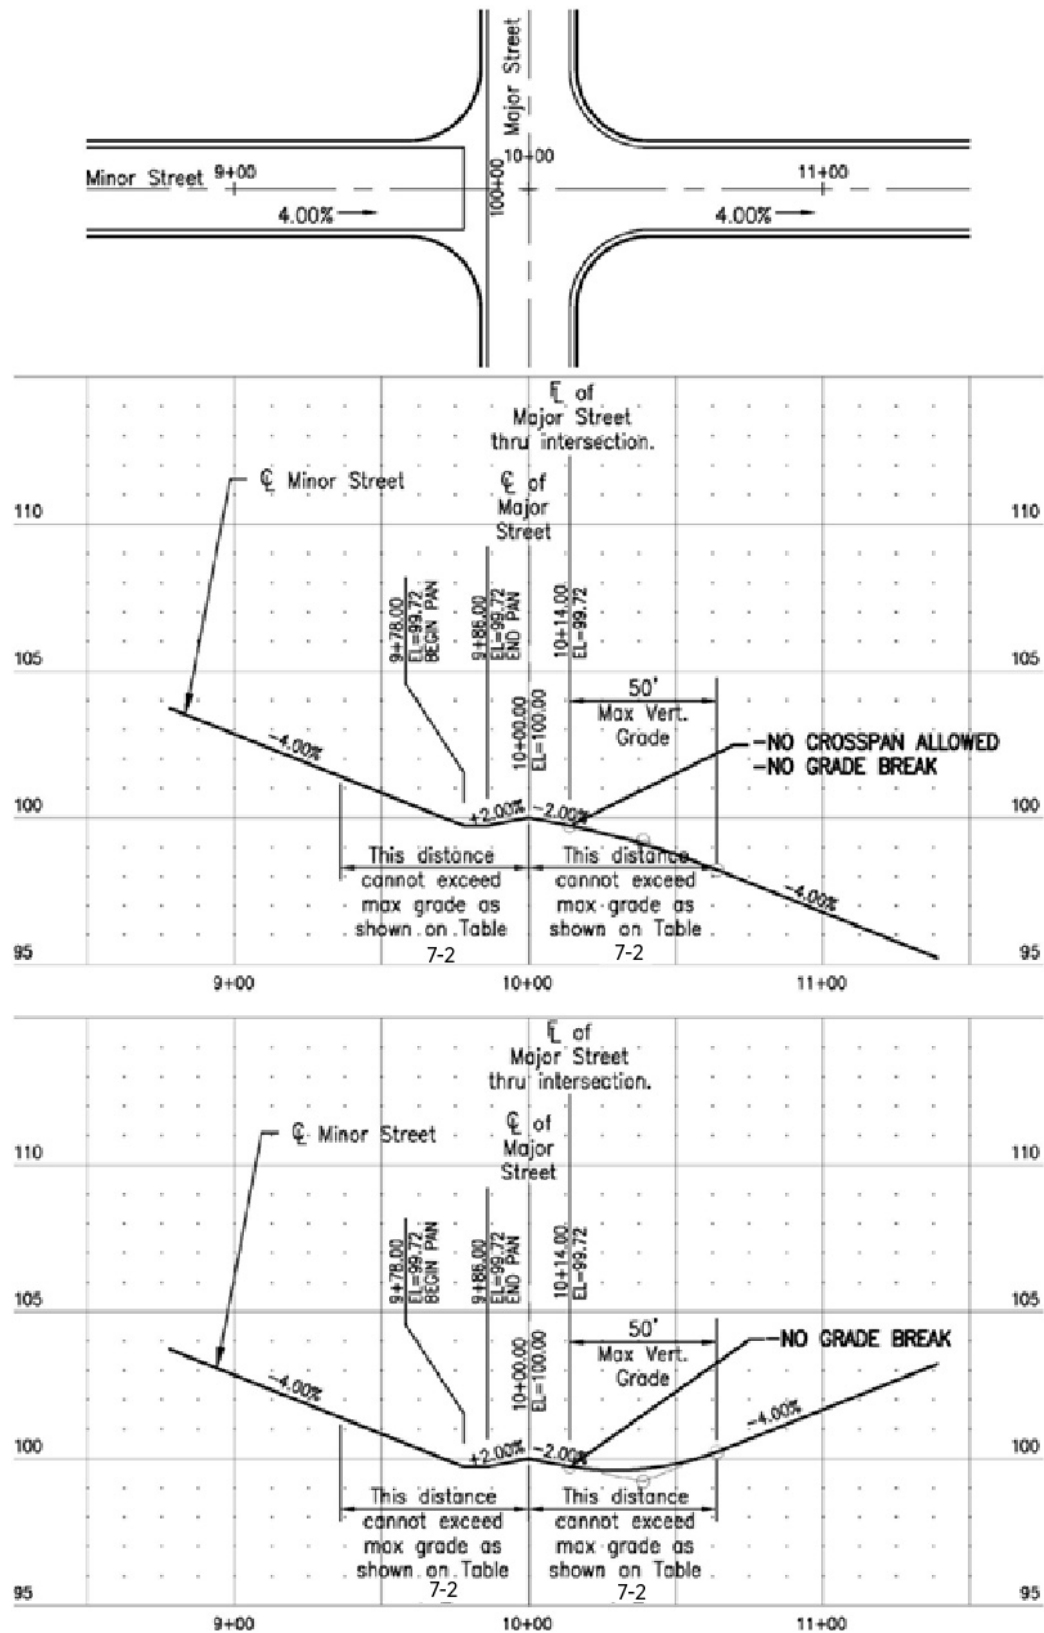 Major Street
10+00
100+00
Minor Street
9+00
11+00
4.00%
4.00%
FL of
Major Street
thru intersection.
CL Minor Street
CL of
Major
Street
110
110
9+78.00
EL=99.72
BEGIN PAN
9+86.00
EL=99.72
END PAN
10+14.00
EL=99.72
105
105
50'
Max Vert.
Grade
10+00.00
EL=100.00
-4.00%
-NO CROSSPAN ALLOWED
-NO GRADE BREAK
100
+2.00%
-2.00%
100
This distance
cannot exceed
max grade as
shown on Table
7-2
This distance
cannot exceed
max grade as
shown on Table
7-2
-4.00%
95
95
9+00
10+00
11+00
FL of
Major Street
thru intersection.
CL Minor Street
CL of
Major
Street
110
110
9+78.00
EL=99.72
BEGIN PAN
9+86.00
EL=99.72
END PAN
10+14.00
EL=99.72
105
105
50'
Max Vert.
Grade
10+00.00
EL=100.00
-NO GRADE BREAK
-4.00%
-4.00%
100
+2.00%
-2.00%
100
This distance
cannot exceed
max grade as
shown on Table
7-2
This distance
cannot exceed
max grade as
shown on Table
7-2
95
95
9+00
10+00
11+00